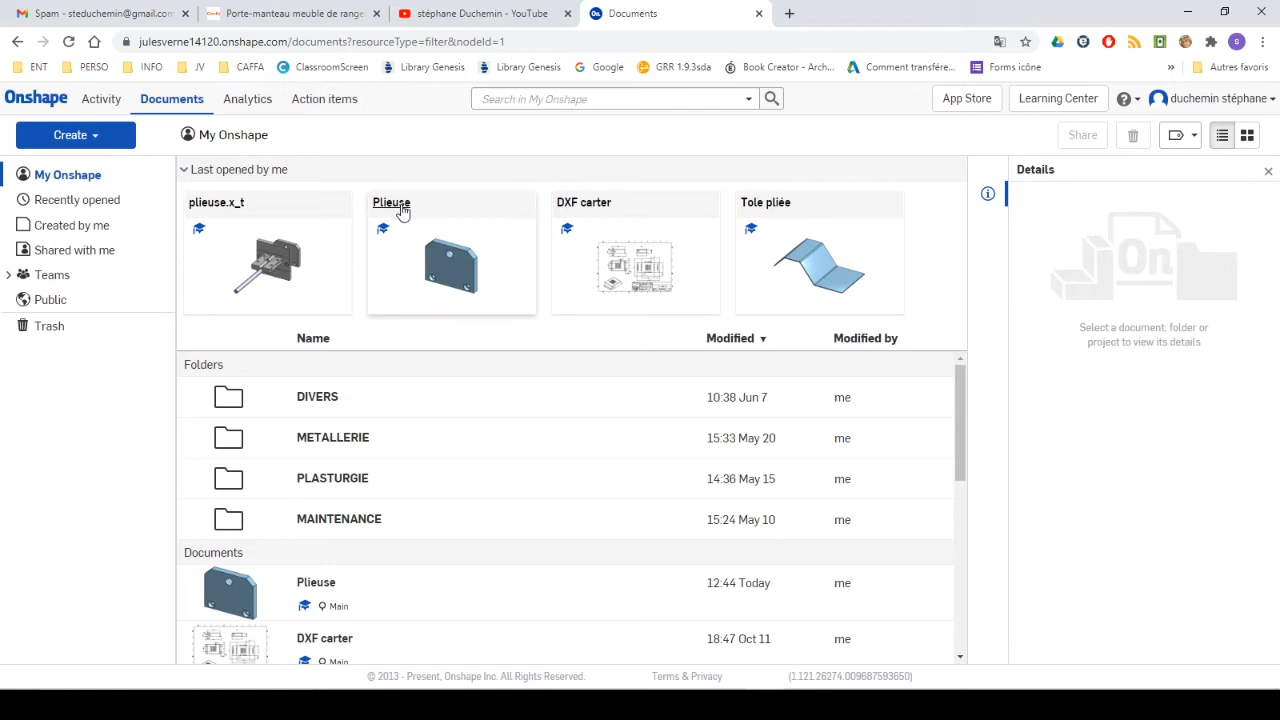 Spam - steduchemin@gmail.com
Porte-manteau meuble de range
stéphane Duchemin - YouTube
Documents
julesverne14120.onshape.com/documents?resourceType=filter&nodeId=1
ENT PERSO INFO JV CAFFA ClassroomScreen Library Genesis Library Genesis Google GRR 1.9.3sda Book Creator - Arch... Comment transfére... Forms icône » Autres favoris
Onshape Activity Documents Analytics Action items Search in My Onshape App Store Learning Center duchemin stéphane
Create
My Onshape
Share
My Onshape
Recently opened
Created by me
Shared with me
Teams
Public
Trash
Last opened by me
plieuse.x_t Plieuse DXF carter Tole pliée
Name Modified Modified by
Folders
DIVERS 10:38 Jun 7 me
METALLERIE 15:33 May 20 me
PLASTURGIE 14:36 May 15 me
MAINTENANCE 15:24 May 10 me
Documents
Plieuse 12:44 Today me
Main
DXF carter 18:47 Oct 11 me
Main
Details
On
Select a document, folder or
project to view its details
© 2013 - Present, Onshape Inc. All Rights Reserved. Terms & Privacy (1.121.26274.009687593650)